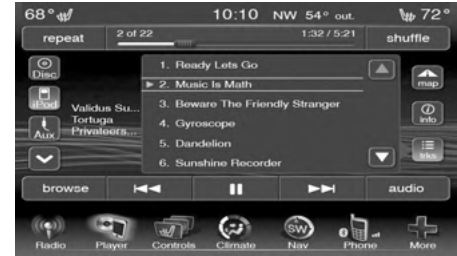 68° 10:10 NW 54° out. 72°
repeat 2 of 22 1:32 / 5:21 shuffle
Disc
iPod
Aux
Validus Su...
Tortuga
Privateers...
1. Ready Lets Go
2. Music Is Math
3. Beware The Friendly Stranger
4. Gyroscope
5. Dandelion
6. Sunshine Recorder
map
info
trks
browse audio
Radio Player Controls Climate SW Nav Phone More